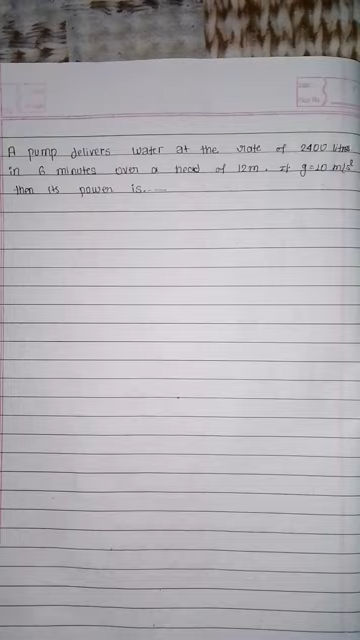 A pump delivers water at the rate of 2400 litres
in 6 minutes over a head of 12m. If g=10 m/s²
then its power is.....